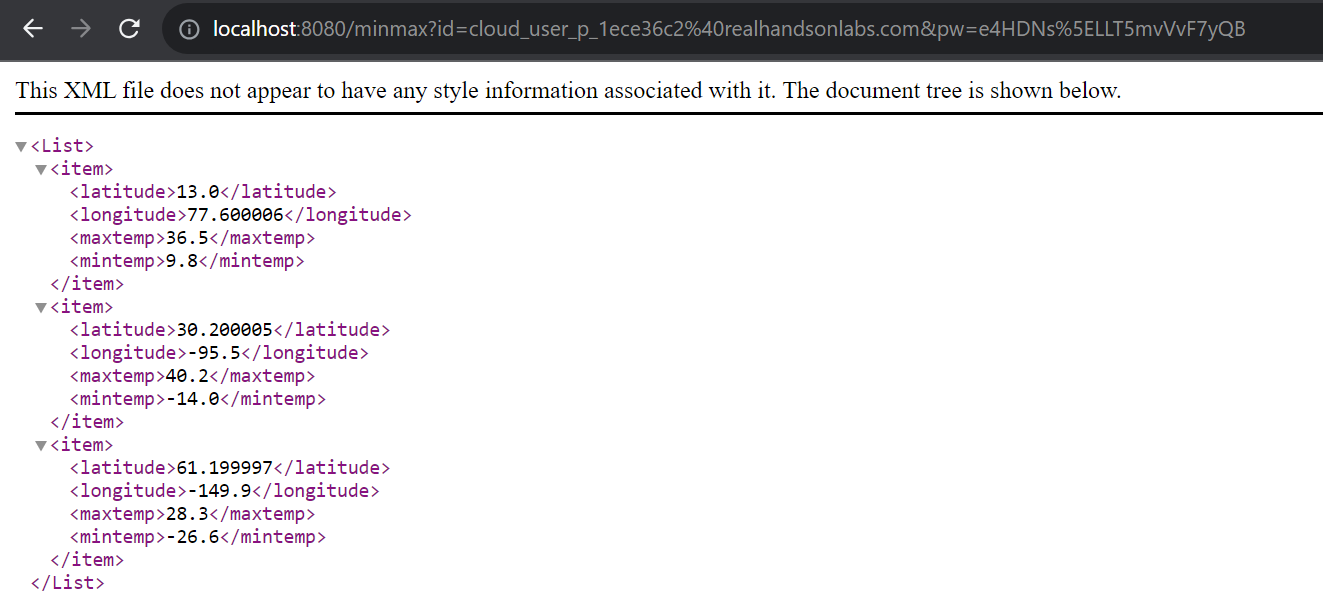 localhost:8080/minmax?id=cloud_user_p_1ece36c2%40realhandsonlabs.com&pw=e4HDNs%5ELLT5mvVvF7yQB
This XML file does not appear to have any style information associated with it. The document tree is shown below.
<List>
<item>
<latitude>13.0</latitude>
<longitude>77.600006</longitude>
<maxtemp>36.5</maxtemp>
<mintemp>9.8</mintemp>
</item>
<item>
<latitude>30.200005</latitude>
<longitude>-95.5</longitude>
<maxtemp>40.2</maxtemp>
<mintemp>-14.0</mintemp>
</item>
<item>
<latitude>61.199997</latitude>
<longitude>-149.9</longitude>
<maxtemp>28.3</maxtemp>
<mintemp>-26.6</mintemp>
</item>
</List>